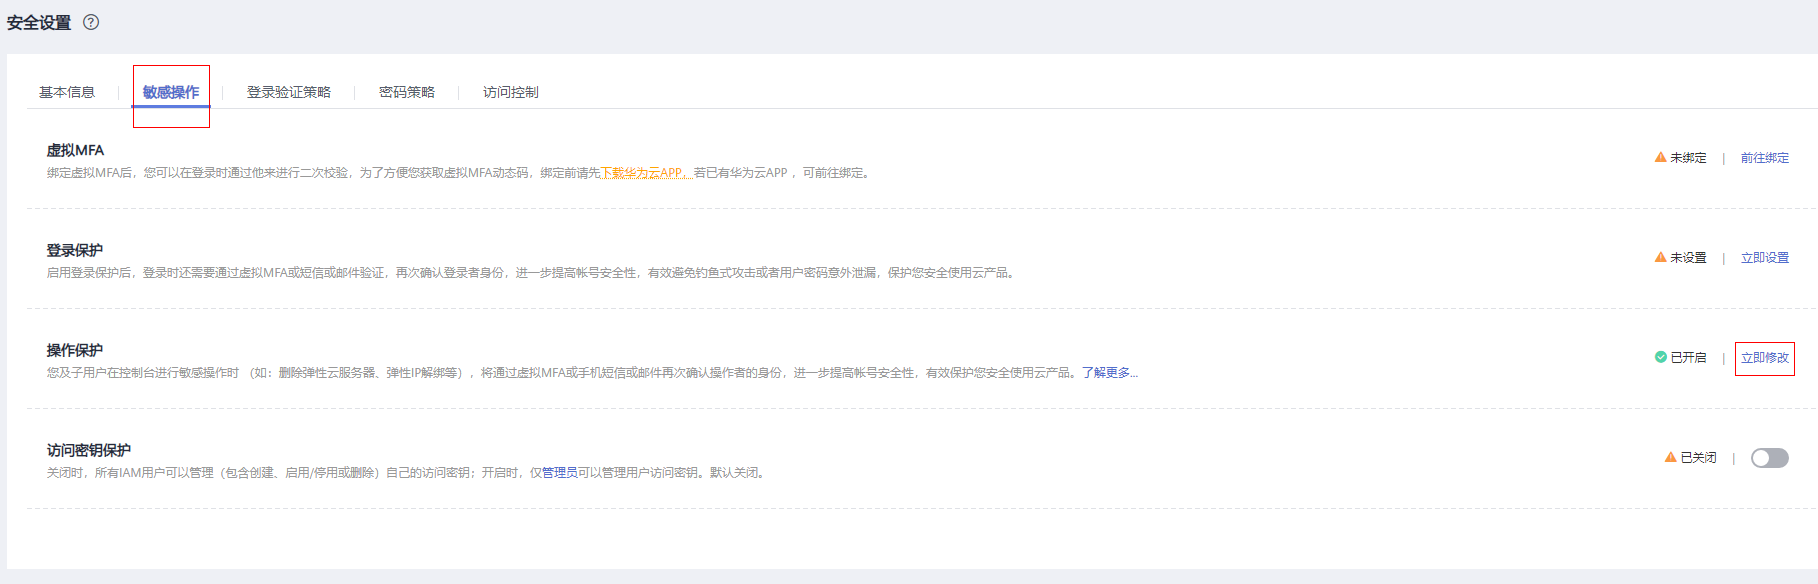 安全设置 ?
基本信息 | 敏感操作 | 登录验证策略 | 密码策略 | 访问控制
虚拟MFA
绑定虚拟MFA后，您可以在登录时通过他来进行二次校验，为了方便您获取虚拟MFA动态码，绑定前请先下载华为云APP，若已有华为云APP ，可前往绑定。
未绑定 | 前往绑定
登录保护
启用登录保护后，登录时还需要通过虚拟MFA或短信或邮件验证，再次确认登录者身份，进一步提高帐号安全性，有效避免钓鱼式攻击或者用户密码意外泄漏，保护您安全使用云产品。
未设置 | 立即设置
操作保护
您及子用户在控制台进行敏感操作时 （如：删除弹性云服务器、弹性IP解绑等），将通过虚拟MFA或手机短信或邮件再次确认操作者的身份，进一步提高帐号安全性，有效保护您安全使用云产品。了解更多...
已开启 | 立即修改
访问密钥保护
关闭时，所有IAM用户可以管理（包含创建、启用/停用或删除）自己的访问密钥；开启时，仅管理员可以管理用户访问密钥。默认关闭。
已关闭 |